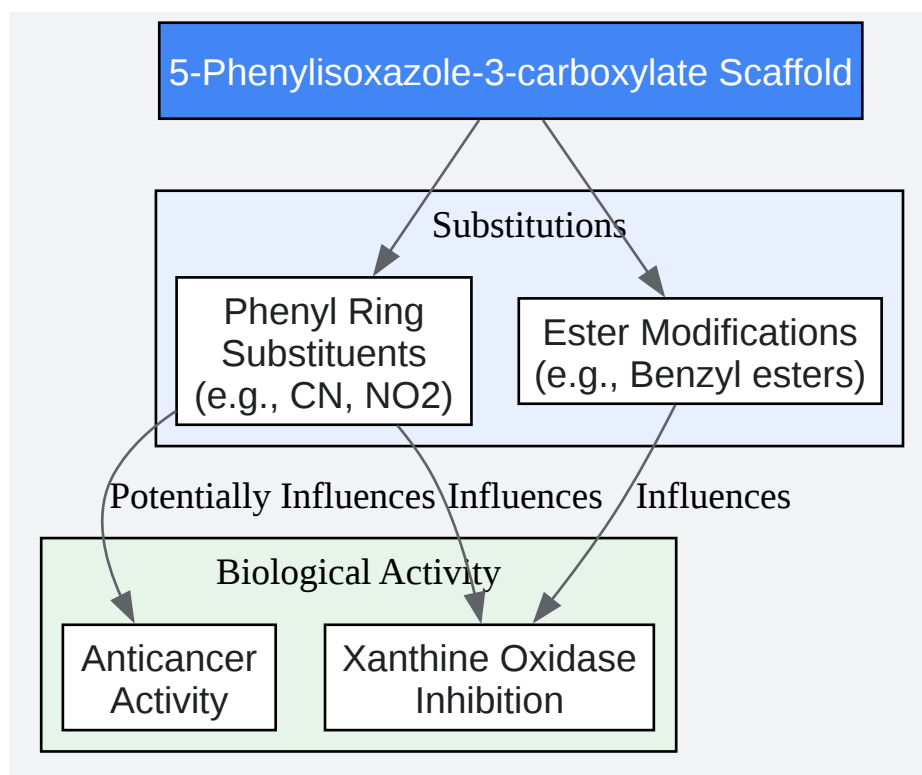 5-Phenylisoxazole-3-carboxylate Scaffold
Substitutions
Phenyl Ring
Substituents
(e.g., CN, NO2)
Ester Modifications
(e.g., Benzyl esters)
Potentially Influences
Influences
Influences
Biological Activity
Anticancer
Activity
Xanthine Oxidase
Inhibition